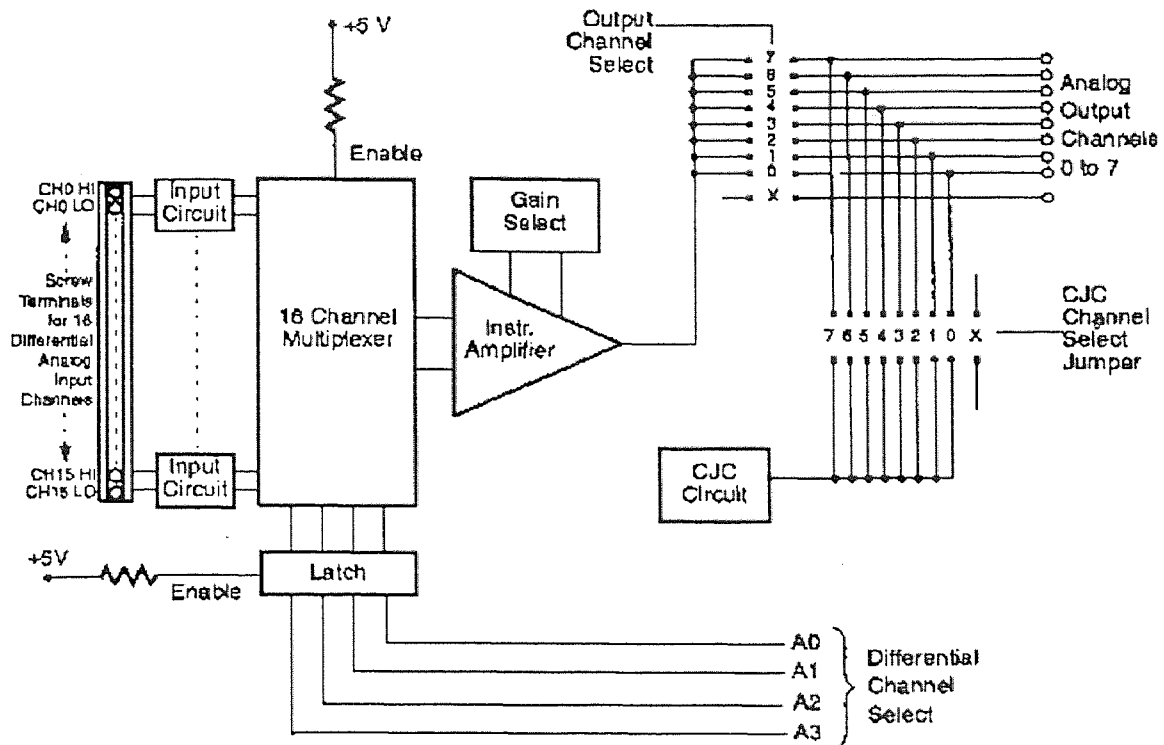 +5 V
Enable
Output
Channel
Select
7
6
5
4
3
2
1
0
X
Analog
Output
Channels
0 to 7
CH0 HI
CH0 LO
Screw
Terminals
for 16
Differential
Analog
Input
Channels
CH15 HI
CH15 LO
Input
Circuit
Input
Circuit
16 Channel
Multiplexer
Gain
Select
Instr.
Amplifier
7 6 5 4 3 2 1 0 X
CJC
Channel
Select
Jumper
CJC
Circuit
+5V
Enable
Latch
A0
A1
A2
A3
Differential
Channel
Select